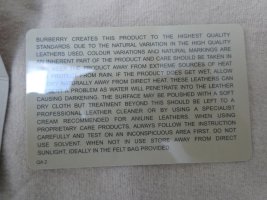 BURBERRY CREATES THIS PRODUCT TO THE HIGHEST QUALITY
STANDARDS. DUE TO THE NATURAL VARIATION IN THE HIGH QUALITY
LEATHERS USED, COLOUR VARIATIONS AND NATURAL MARKINGS ARE
AN INHERENT PART OF THE PRODUCT AND CARE SHOULD BE TAKEN IN
THE PRODUCT AWAY FROM EXTREME SOURCES OF HEAT
FROM RAIN. IF THE PRODUCT DOES GET WET, ALLOW
NATURALLY AWAY FROM DIRECT HEAT. THESE LEATHERS CAN
A PROBLEM AS WATER WILL PENETRATE INTO THE LEATHER
CAUSING DARKENING. THE SURFACE MAY BE POLISHED WITH A SOFT
DRY CLOTH BUT TREATMENT BEYOND THIS SHOULD BE LEFT TO A
PROFESSIONAL LEATHER CLEANER, OR BY USING A SPECIALIST
CREAM RECOMMENDED FOR ANILINE LEATHERS. WHEN USING
PROPRIETARY CARE PRODUCTS, ALWAYS FOLLOW THE INSTRUCTION
CAREFULLY AND TEST ON AN INCONSPICUOUS AREA FIRST. DO NOT
USE SOLVENT. WHEN NOT IN USE STORE AWAY FROM DIRECT
SUNLIGHT, IDEALLY IN THE FELT BAG PROVIDED.